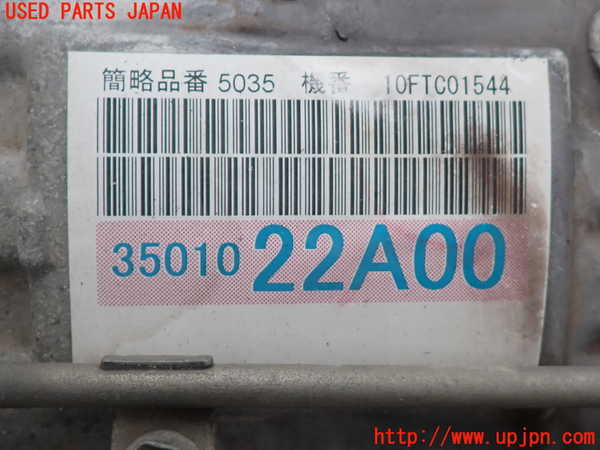 USED PARTS JAPAN
簡略品番 5035 機番 10FTC01544
35010 22A00
http://www.upjpn.com/